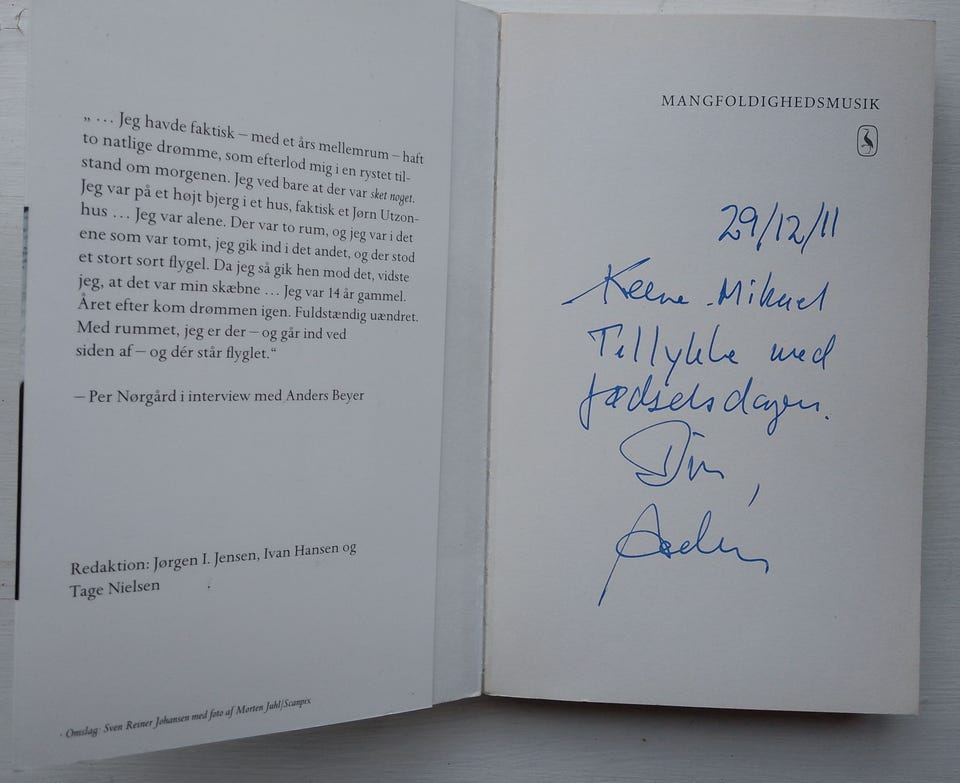 „ … Jeg havde faktisk – med et års mellemrum – haft
to natlige drømme, som efterlod mig i en rystet til-
stand om morgenen. Jeg ved bare at der var sket noget.
Jeg var på et højt bjerg i et hus, faktisk et Jørn Utzon-
hus … Jeg var alene. Der var to rum, og jeg var i det
ene som var tomt, jeg gik ind i det andet, og der stod
et stort sort flygel. Da jeg så gik hen mod det, vidste
jeg, at det var min skæbne … Jeg var 14 år gammel.
Året efter kom drømmen igen. Fuldstændig uændret.
Med rummet, jeg er der – og går ind ved
siden af – og dér står flyglet.“
– Per Nørgård i interview med Anders Beyer
Redaktion: Jørgen I. Jensen, Ivan Hansen og
Tage Nielsen
Omslag: Sven Reiner Johansen med foto af Morten Juhl/Scanpix
MANGFOLDIGHEDSMUSIK
29/12/11
Kære Mikael
Tillykke med
fødselsdagen.
Din,